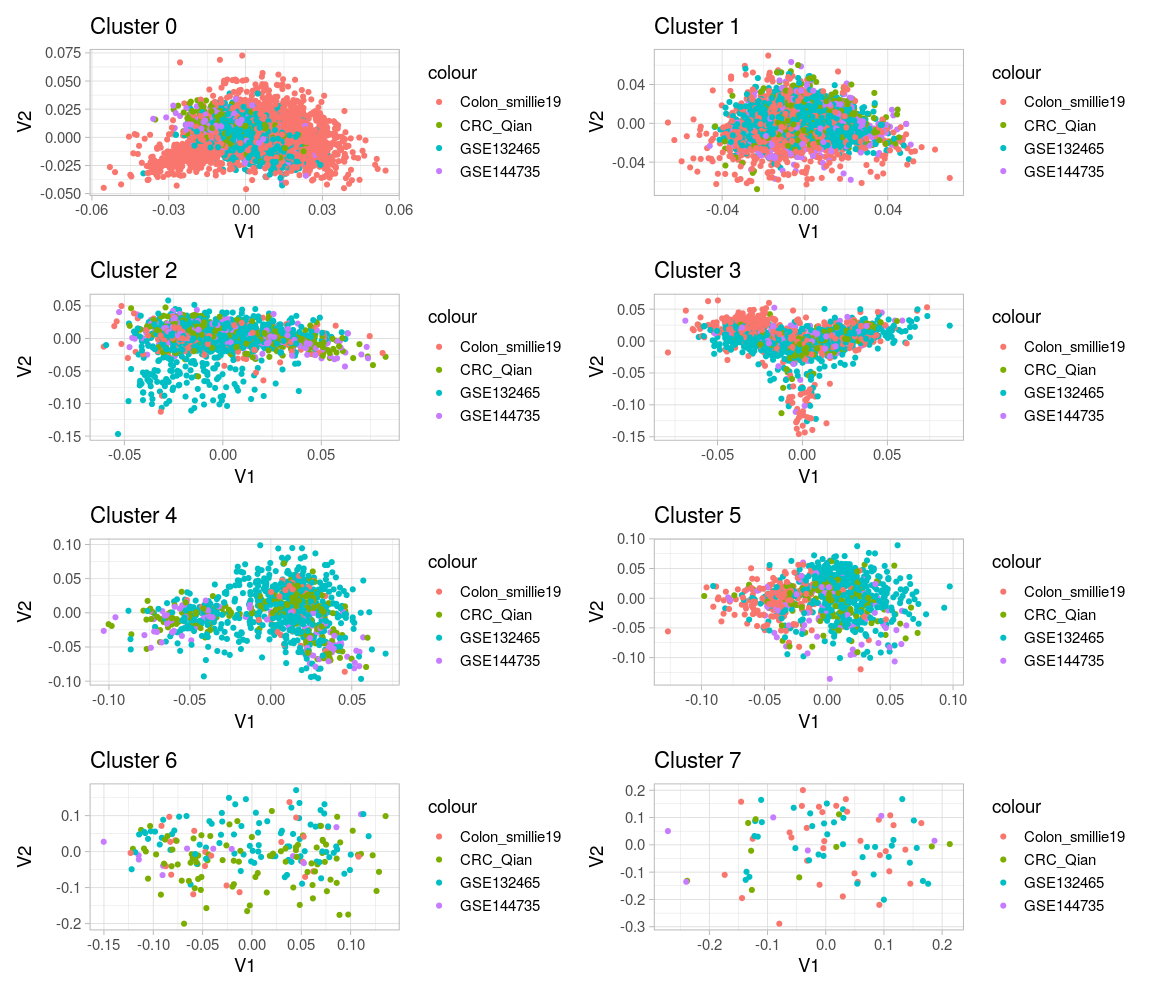 Cluster 0
V2
0.075
0.050
0.025
0.000
-0.025
-0.050
-0.06 -0.03 0.00 0.03 0.06
V1
colour
Colon_smillie19
CRC_Qian
GSE132465
GSE144735
Cluster 1
V2
0.04
0.00
-0.04
-0.04 0.00 0.04
V1
colour
Colon_smillie19
CRC_Qian
GSE132465
GSE144735
Cluster 2
V2
0.05
0.00
-0.05
-0.10
-0.15
-0.05 0.00 0.05
V1
colour
Colon_smillie19
CRC_Qian
GSE132465
GSE144735
Cluster 3
V2
0.05
0.00
-0.05
-0.10
-0.15
-0.05 0.00 0.05
V1
colour
Colon_smillie19
CRC_Qian
GSE132465
GSE144735
Cluster 4
V2
0.10
0.05
0.00
-0.05
-0.10
-0.10 -0.05 0.00 0.05
V1
colour
Colon_smillie19
CRC_Qian
GSE132465
GSE144735
Cluster 5
V2
0.10
0.05
0.00
-0.05
-0.10
-0.10 -0.05 0.00 0.05 0.10
V1
colour
Colon_smillie19
CRC_Qian
GSE132465
GSE144735
Cluster 6
V2
0.1
0.0
-0.1
-0.2
-0.15 -0.10 -0.05 0.00 0.05 0.10
V1
colour
Colon_smillie19
CRC_Qian
GSE132465
GSE144735
Cluster 7
V2
0.2
0.1
0.0
-0.1
-0.2
-0.3
-0.2 -0.1 0.0 0.1 0.2
V1
colour
Colon_smillie19
CRC_Qian
GSE132465
GSE144735